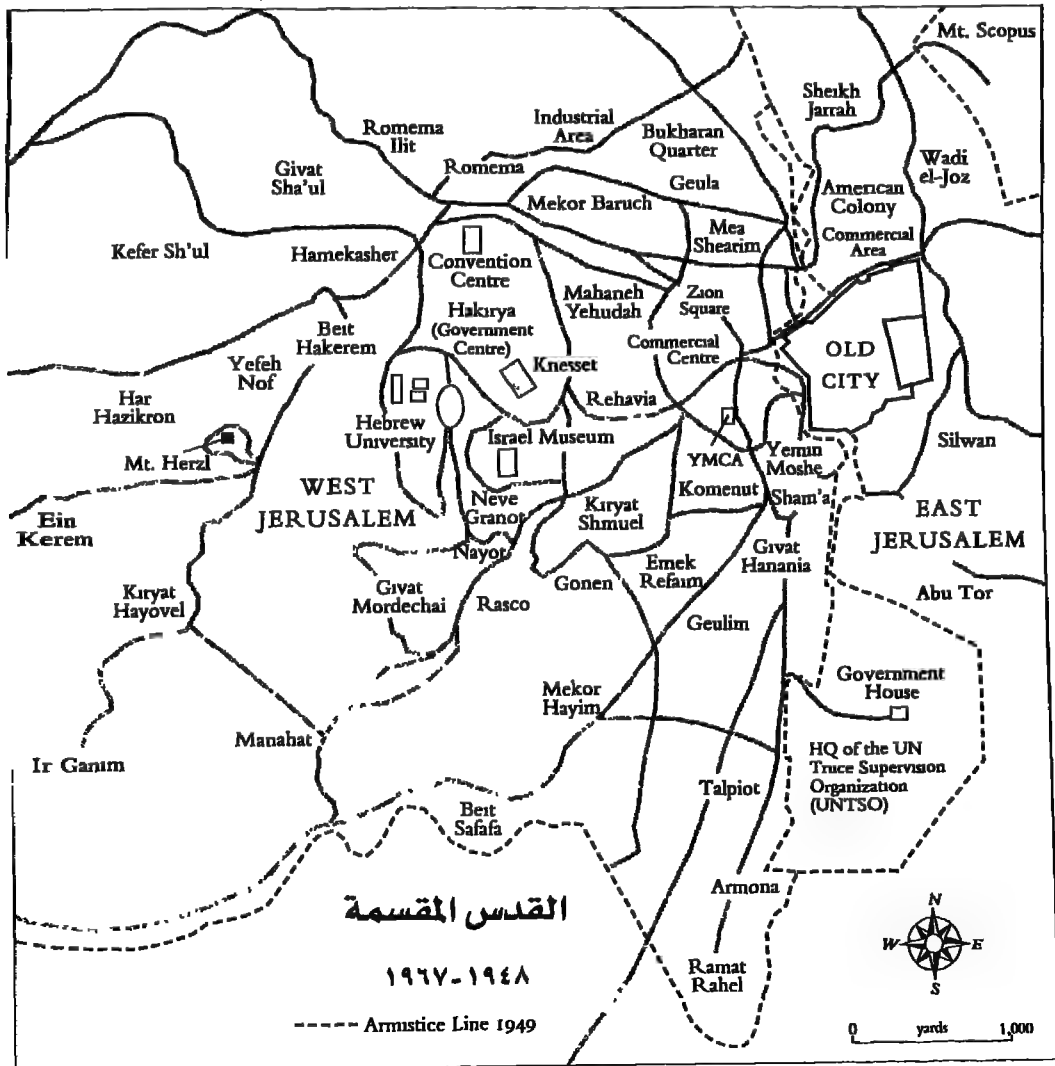 Mt. Scopus
Sheikh
Jarrah
Industrial
Area
Romema
Ilit
Bukharan
Quarter
Wadi
el-Joz
Givat
Sha'ul
Romema
Geula
American
Colony
Mekor Baruch
Mea
Shearim
Commercial
Area
Kefer Sh'ul
Hamekasher
Convention
Centre
Mahaneh
Yehudah
Zion
Square
Hakirya
(Government
Centre)
Beit
Hakerem
Commercial
Centre
OLD
CITY
Yefeh
Nof
Knesset
Rehavia
Har
Hazikron
Hebrew
University
Israel Museum
Silwan
Mt. Herzl
YMCA
Yemin
Moshe
WEST
JERUSALEM
Neve
Granot
Kiryat
Shmuel
Komenut
Sham'a
EAST
JERUSALEM
Ein
Kerem
Nayot
Givat
Hanania
Emek
Refaim
Gonen
Abu Tor
Kiryat
Hayovel
Givat
Mordechai
Rasco
Geulim
Government
House
Mekor
Hayim
Manahat
Ir Ganim
HQ of the UN
Truce Supervision
Organization
(UNTSO)
Talpiot
Beit
Safafa
Armona
القدس المقسمة
١٩٤٨-١٩٦٧
Ramat
Rahel
N
W
E
S
Armistice Line 1949
0 yards 1,000